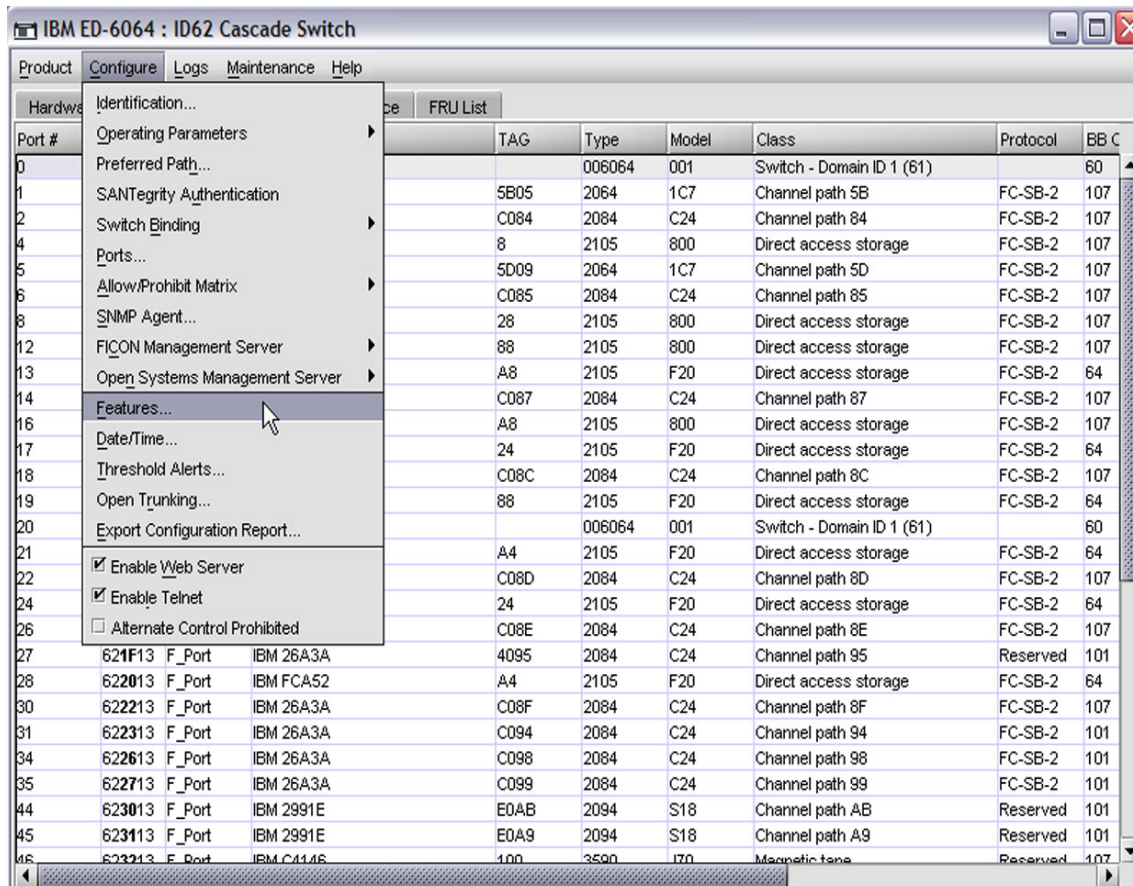 IBM ED-6064 : ID62 Cascade Switch
Product Configure Logs Maintenance Help
Identification...
Operating Parameters
Preferred Path...
SANTegrity Authentication
Switch Binding
Ports...
Allow/Prohibit Matrix
SNMP Agent...
FICON Management Server
Open Systems Management Server
Features...
Date/Time...
Threshold Alerts...
Open Trunking...
Export Configuration Report...
Enable Web Server
Enable Telnet
Alternate Control Prohibited
FRU List
Port # TAG Type Model Class Protocol BB
0 006064 001 Switch - Domain ID 1 (61) 60
1 5B05 2064 1C7 Channel path 5B FC-SB-2 107
2 C084 2084 C24 Channel path 84 FC-SB-2 107
4 8 2105 800 Direct access storage FC-SB-2 107
5 5D09 2064 1C7 Channel path 5D FC-SB-2 107
6 C085 2084 C24 Channel path 85 FC-SB-2 107
8 28 2105 800 Direct access storage FC-SB-2 107
12 88 2105 800 Direct access storage FC-SB-2 107
13 A8 2105 F20 Direct access storage FC-SB-2 64
14 C087 2084 C24 Channel path 87 FC-SB-2 107
16 A8 2105 800 Direct access storage FC-SB-2 107
17 24 2105 F20 Direct access storage FC-SB-2 64
18 C08C 2084 C24 Channel path 8C FC-SB-2 107
19 88 2105 F20 Direct access storage FC-SB-2 64
20 006064 001 Switch - Domain ID 1 (61) 60
21 A4 2105 F20 Direct access storage FC-SB-2 64
22 C08D 2084 C24 Channel path 8D FC-SB-2 107
24 24 2105 F20 Direct access storage FC-SB-2 64
26 C08E 2084 C24 Channel path 8E FC-SB-2 107
27 621F13 F_Port IBM 26A3A 4095 2084 C24 Channel path 95 Reserved 101
28 622013 F_Port IBM FCA52 A4 2105 F20 Direct access storage FC-SB-2 64
30 622213 F_Port IBM 26A3A C08F 2084 C24 Channel path 8F FC-SB-2 107
31 622313 F_Port IBM 26A3A C094 2084 C24 Channel path 94 FC-SB-2 101
34 622613 F_Port IBM 26A3A C098 2084 C24 Channel path 98 FC-SB-2 101
35 622713 F_Port IBM 26A3A C099 2084 C24 Channel path 99 FC-SB-2 101
44 623013 F_Port IBM 2991E E0AB 2094 S18 Channel path AB Reserved 101
45 623113 F_Port IBM 2991E E0A9 2094 S18 Channel path A9 Reserved 101
46 623213 F_Port IBM C4146 100 3590 J70 Magnetic tape Reserved 107